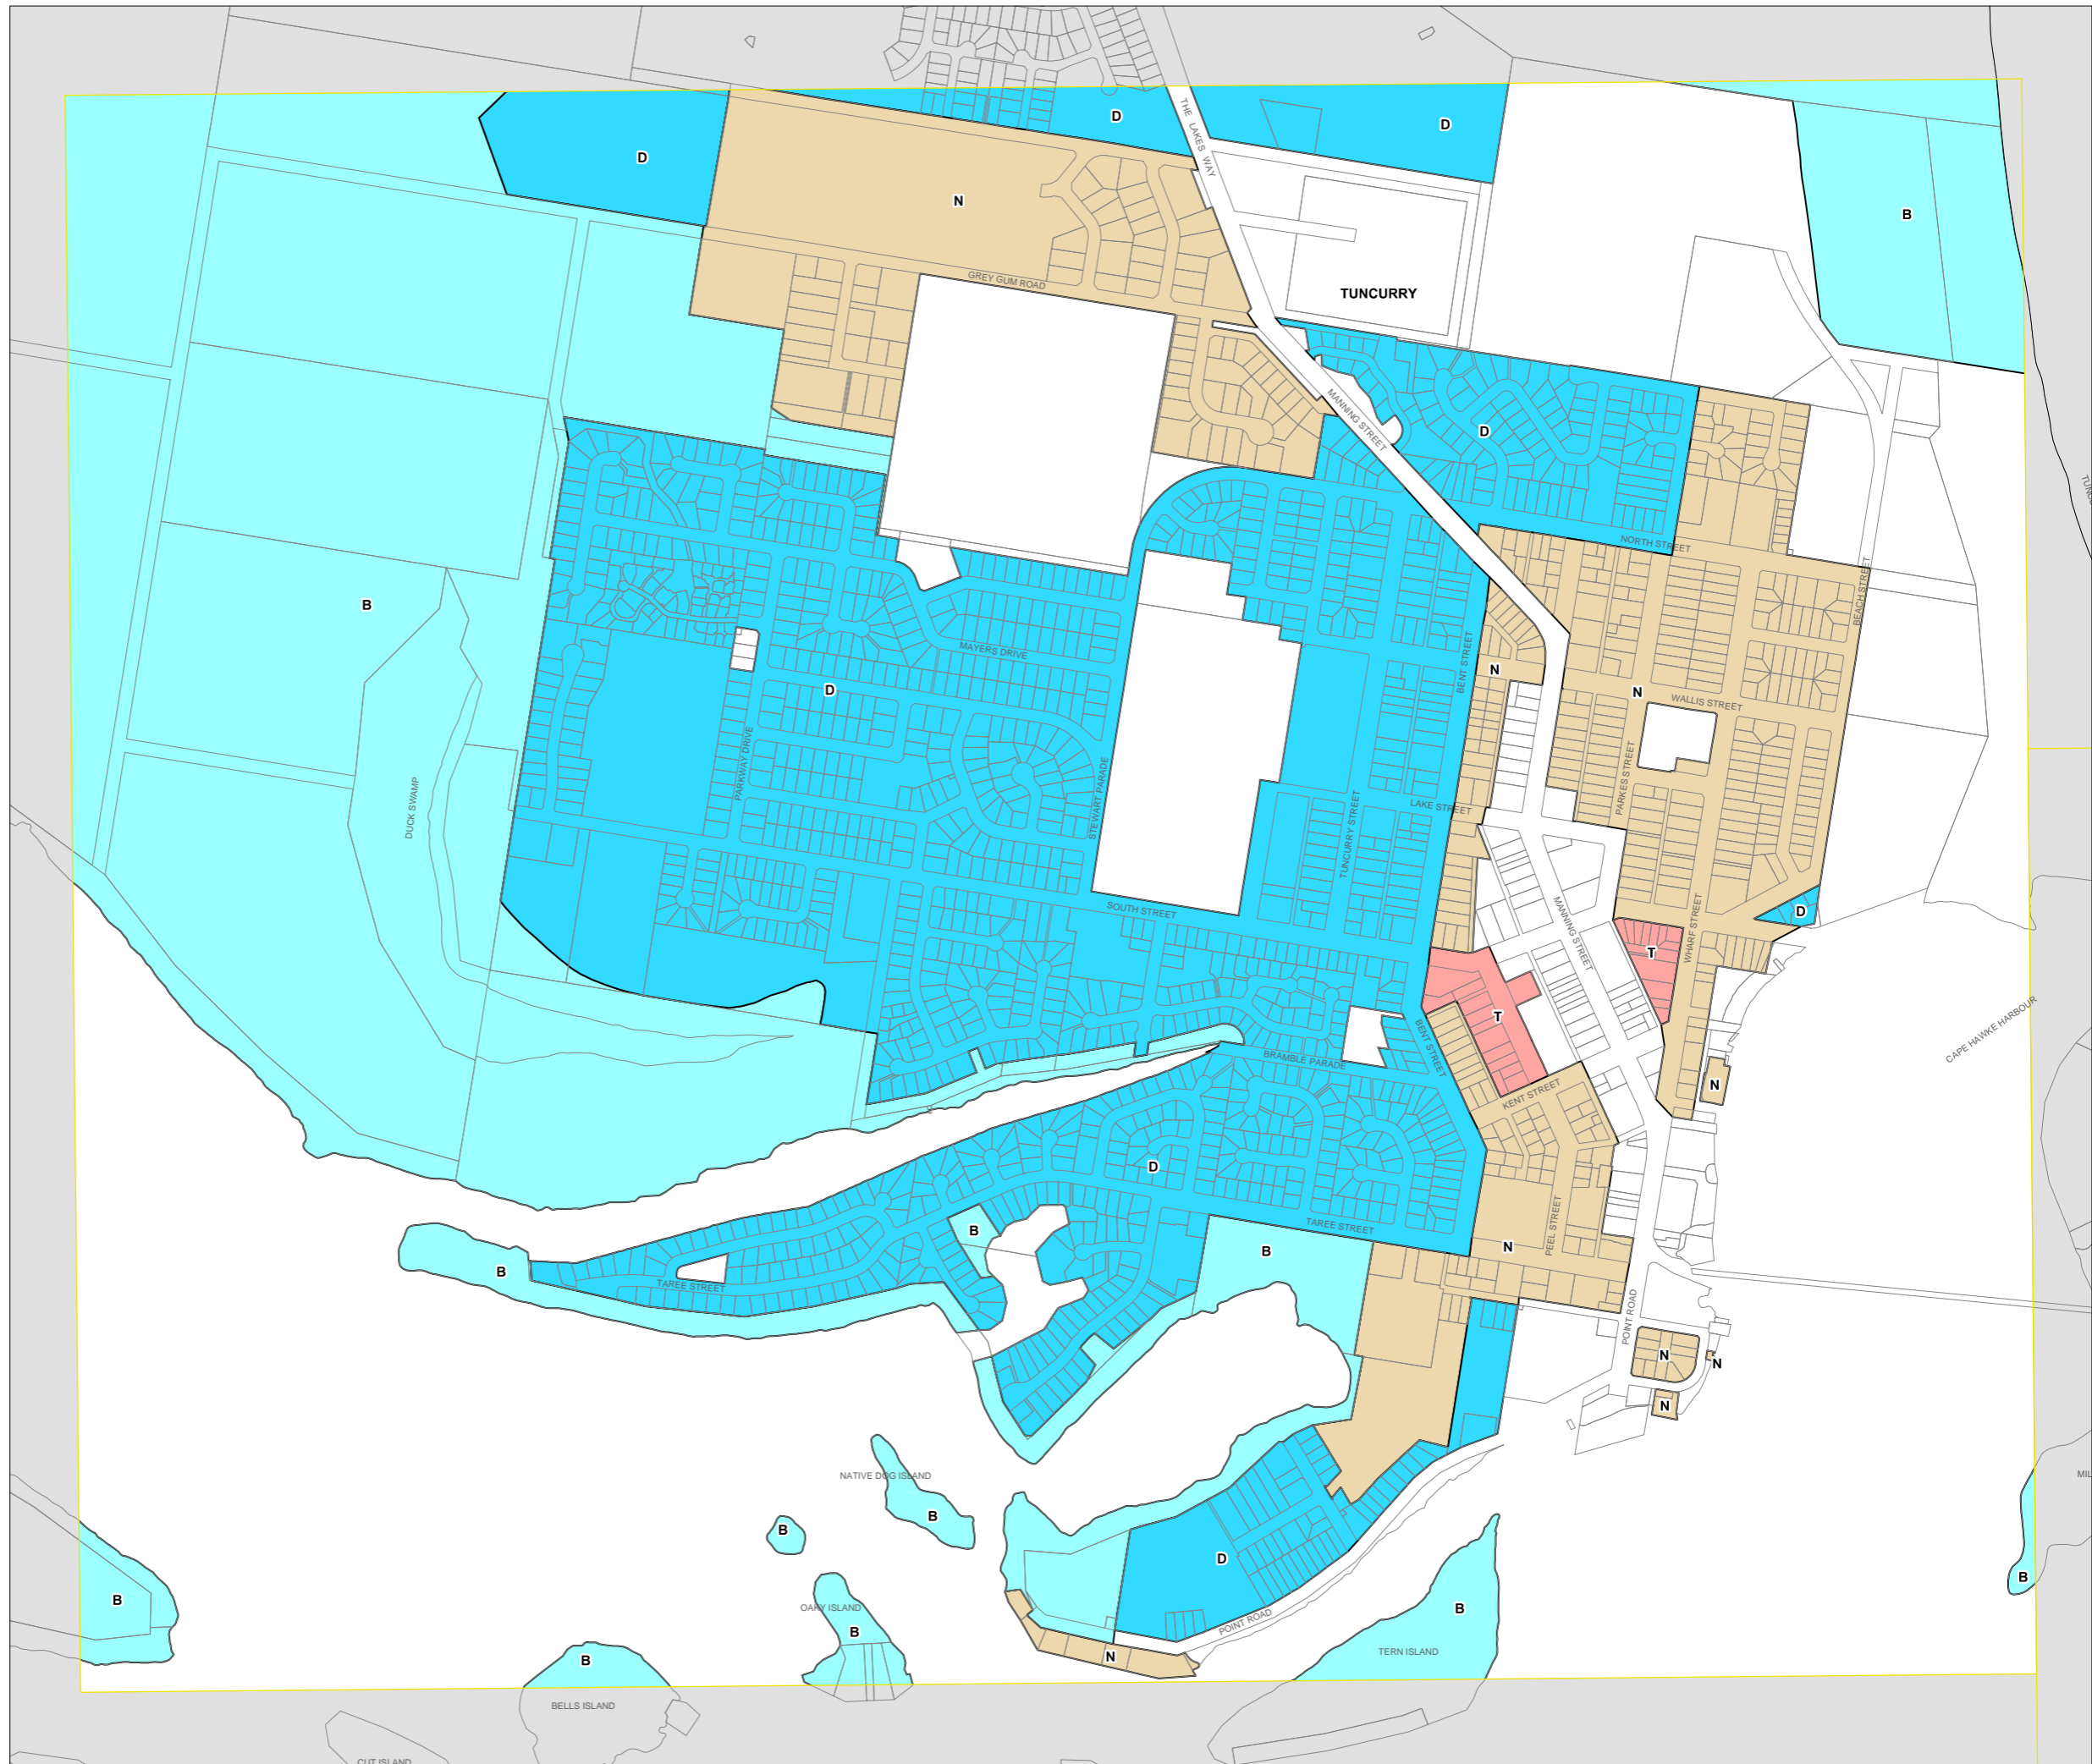 THE LAKES WAY
D
D
D
N
B
GREY GUM ROAD
TUNCURRY
MANNING STREET
D
NORTH STREET
BEACH STREET
B
MAYERS DRIVE
BENT STREET
N
D
N
WALLIS STREET
PARKWAY DRIVE
DUCK SWAMP
STEWART PARADE
TUNCURRY STREET
LAKE STREET
PARKES STREET
SOUTH STREET
MANNING STREET
WHARF STREET
D
T
T
CAPE HAWKE HARBOUR
BENT STREET
BRAMBLE PARADE
KENT STREET
N
D
TAREE STREET
PEEL STREET
B
B
N
B
TAREE STREET
POINT ROAD
N
N
N
NATIVE DOG ISLAND
MIL
B
B
D
B
B
B
OAKY ISLAND
B
POINT ROAD
TERN ISLAND
N
B
BELLS ISLAND
CUT ISLAND